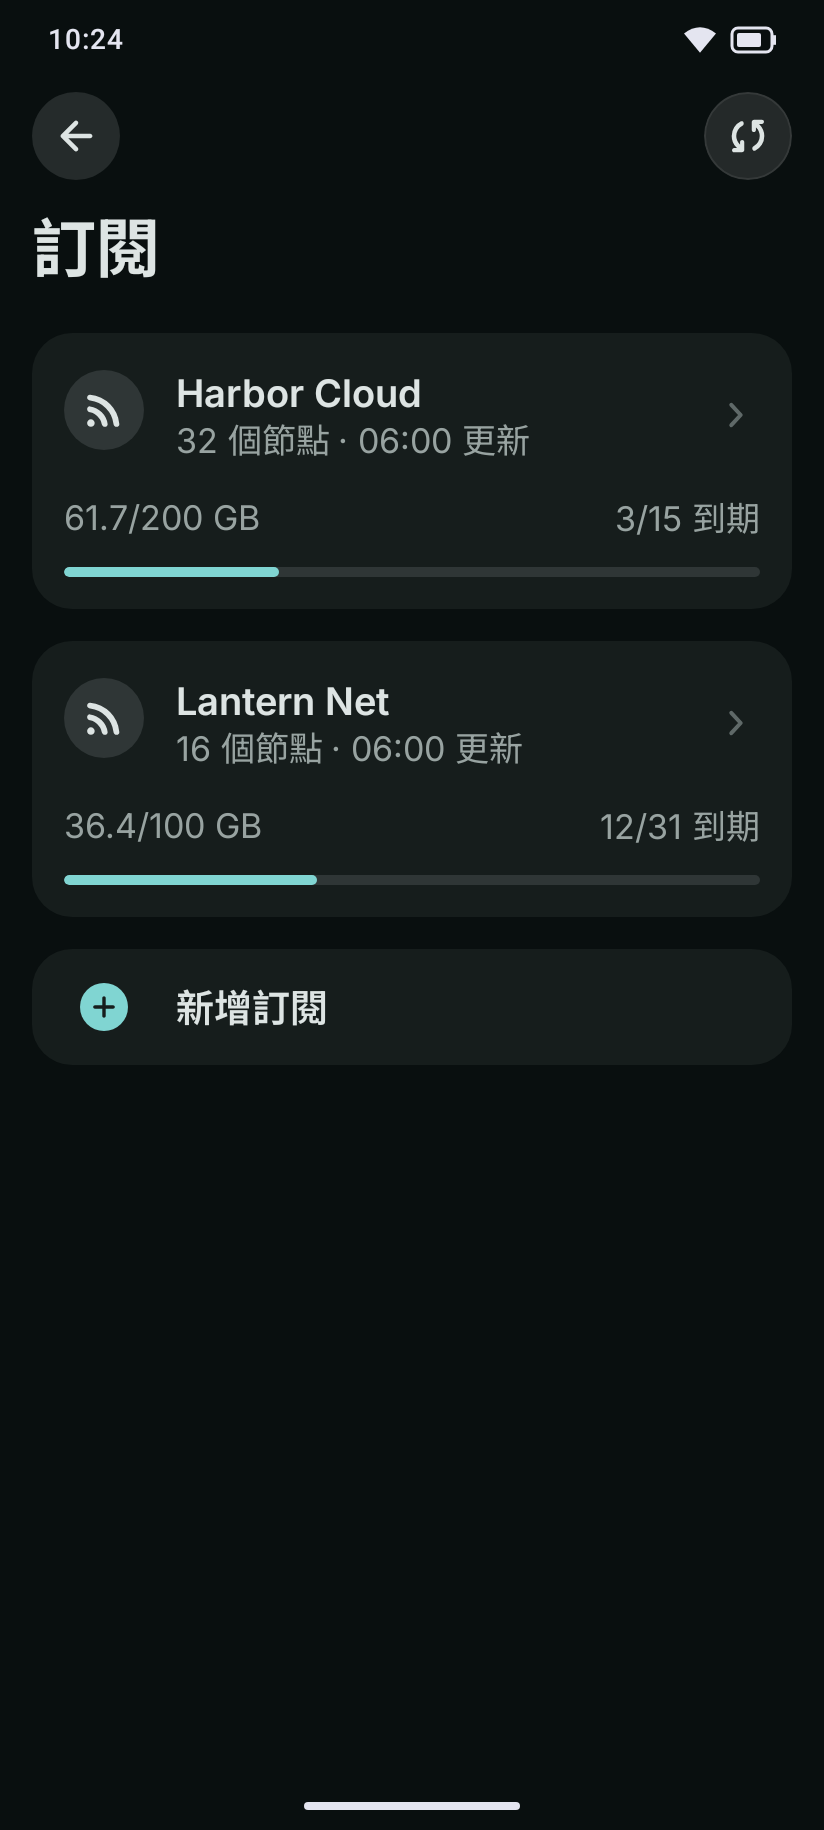 10:24
訂閱
Harbor Cloud
32 個節點 · 06:00 更新
61.7/200 GB
3/15 到期
Lantern Net
16 個節點 · 06:00 更新
36.4/100 GB
12/31 到期
新增訂閱